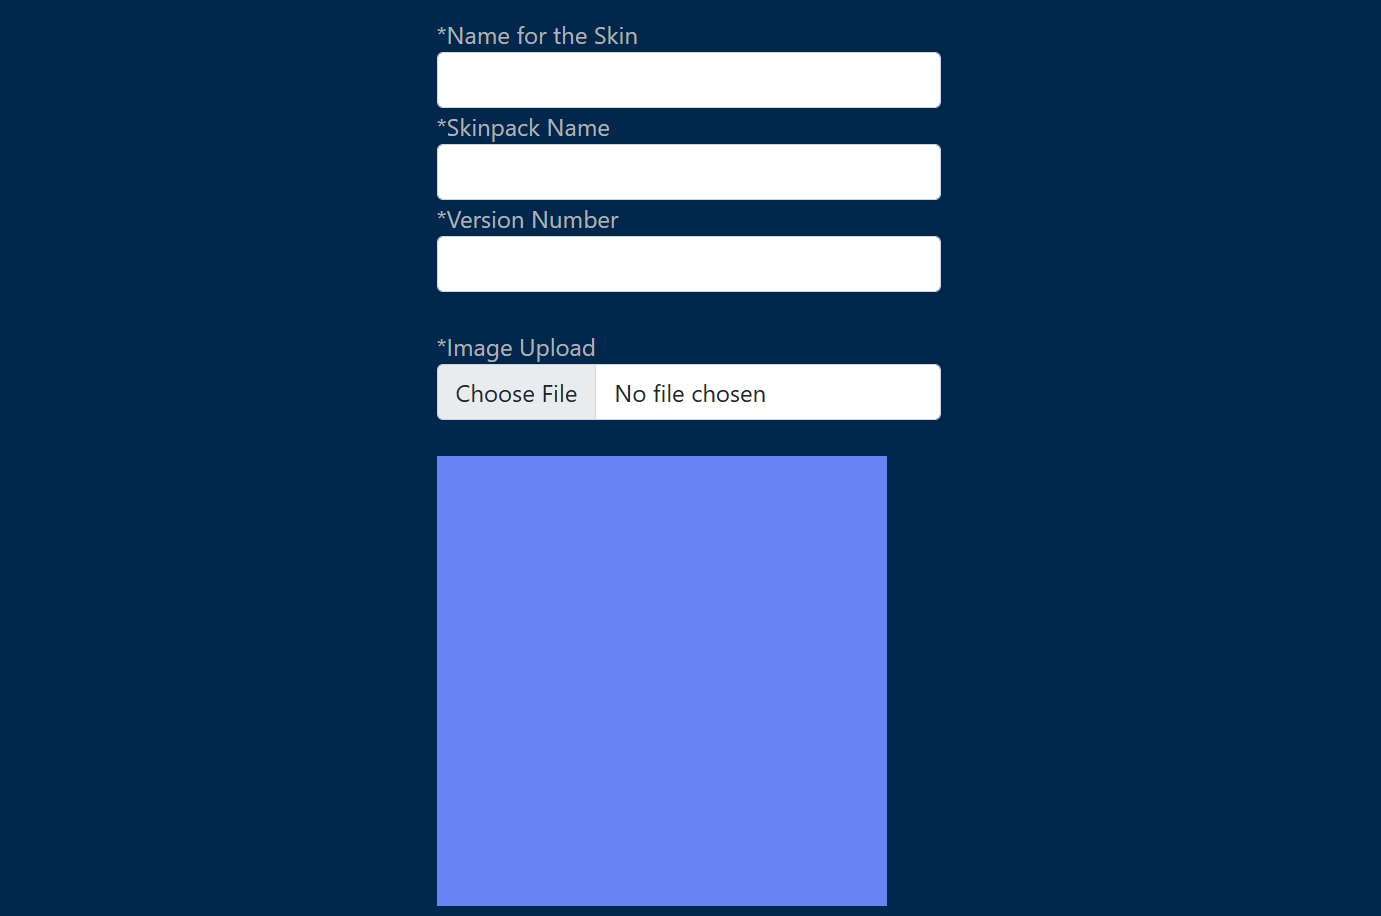 *Name for the Skin
*Skinpack Name
*Version Number
*Image Upload
Choose File No file chosen